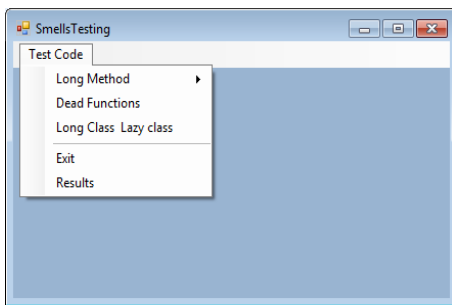 SmellsTesting
Test Code
Long Method
Dead Functions
Long Class Lazy class
Exit
Results